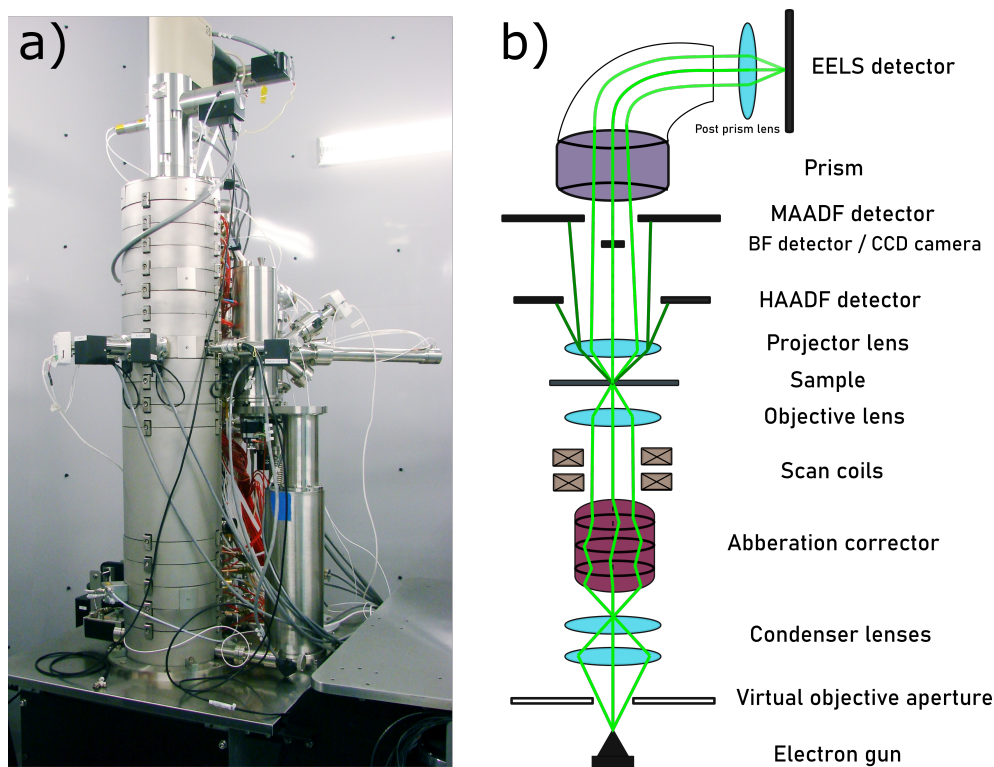 a)
b)
EELS detector
Post prism lens
Prism
MAADF detector
BF detector / CCD camera
HAADF detector
Projector lens
Sample
Objective lens
Scan coils
Abberation corrector
Condenser lenses
Virtual objective aperture
Electron gun